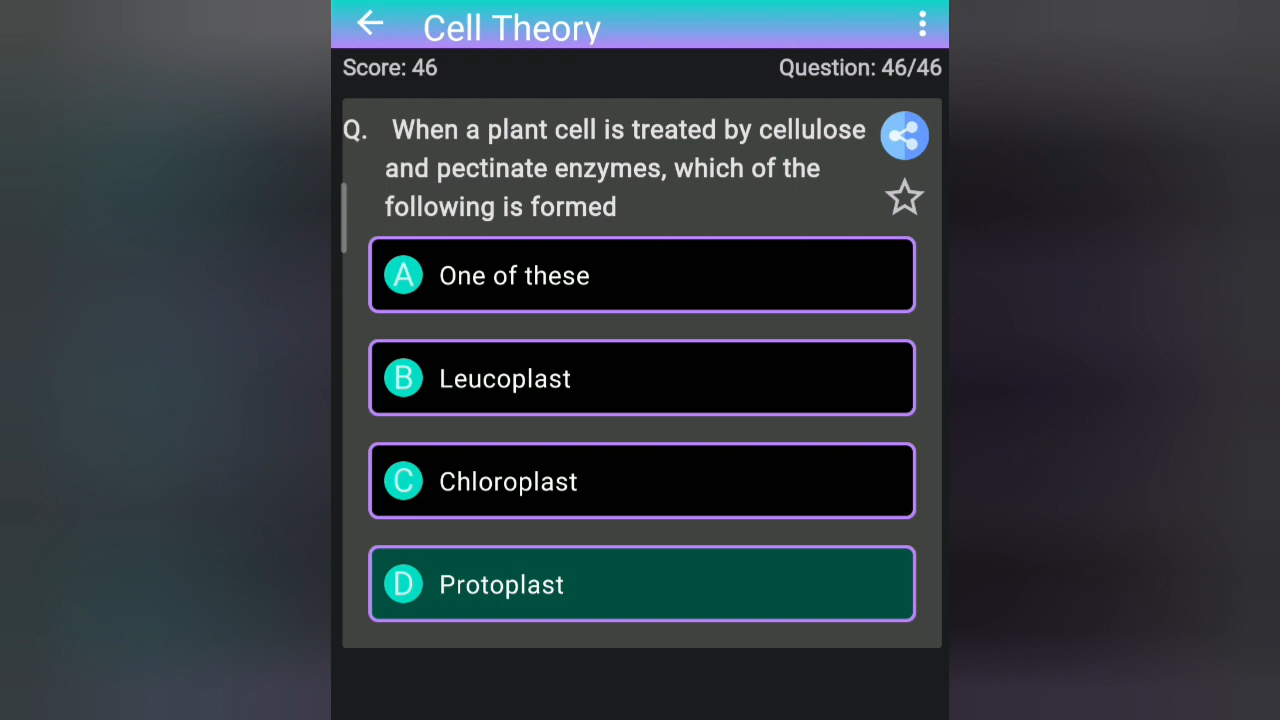 Cell Theory
Score: 46
Question: 46/46
Q. When a plant cell is treated by cellulose
and pectinate enzymes, which of the
following is formed
A One of these
B Leucoplast
C Chloroplast
D Protoplast